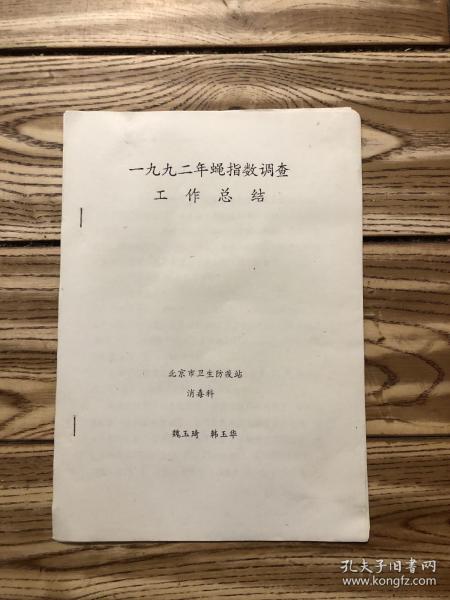 一九九二年蝇指数调查
工作总结
北京市卫生防疫站
消毒科
魏玉琦 韩玉华
孔夫子旧书网
www.kongfz.com